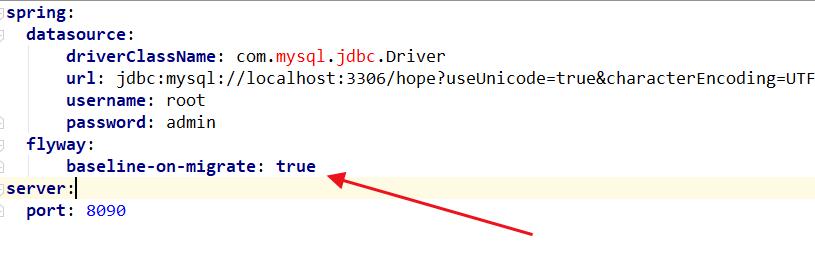 spring:
datasource:
driverClassName: com.mysql.jdbc.Driver
url: jdbc:mysql://localhost:3306/hope?useUnicode=true&characterEncoding=UTF
username: root
password: admin
flyway:
baseline-on-migrate: true
server:
port: 8090